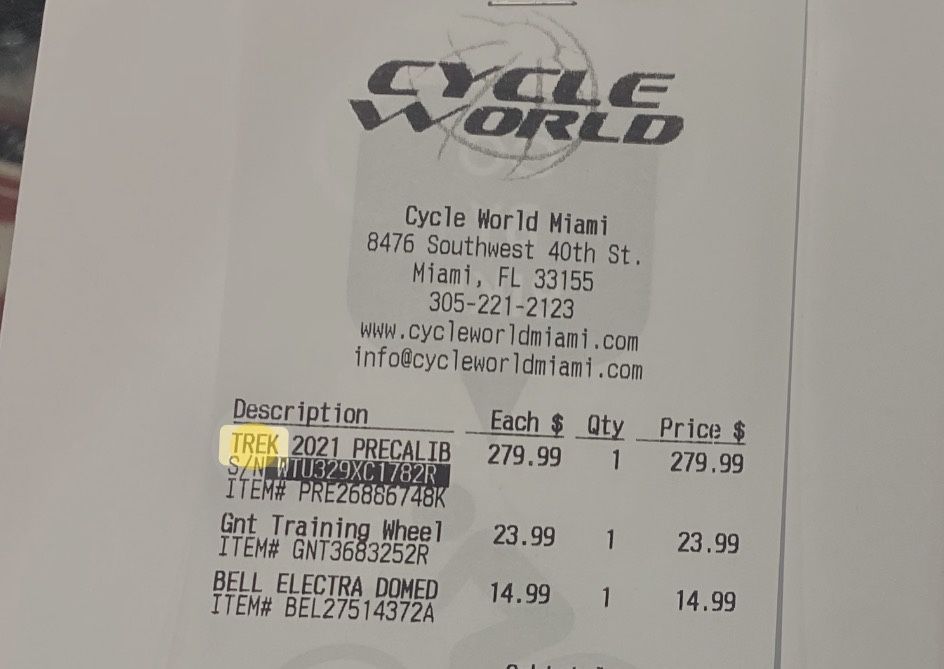 CYCLE
WORLD
Cycle World Miami
8476 Southwest 40th St.
Miami, FL 33155
305-221-2123
www.cycleworldmiami.com
info@cycleworldmiami.com
Description Each $ Qty Price $
TREK 2021 PRECALIB 279.99 1 279.99
S/N WTU329XC1782R
ITEM# PRE26886748K
Gnt Training Wheel 23.99 1 23.99
ITEM# GNT3683252R
BELL ELECTRA DOMED 14.99 1 14.99
ITEM# BEL27514372A